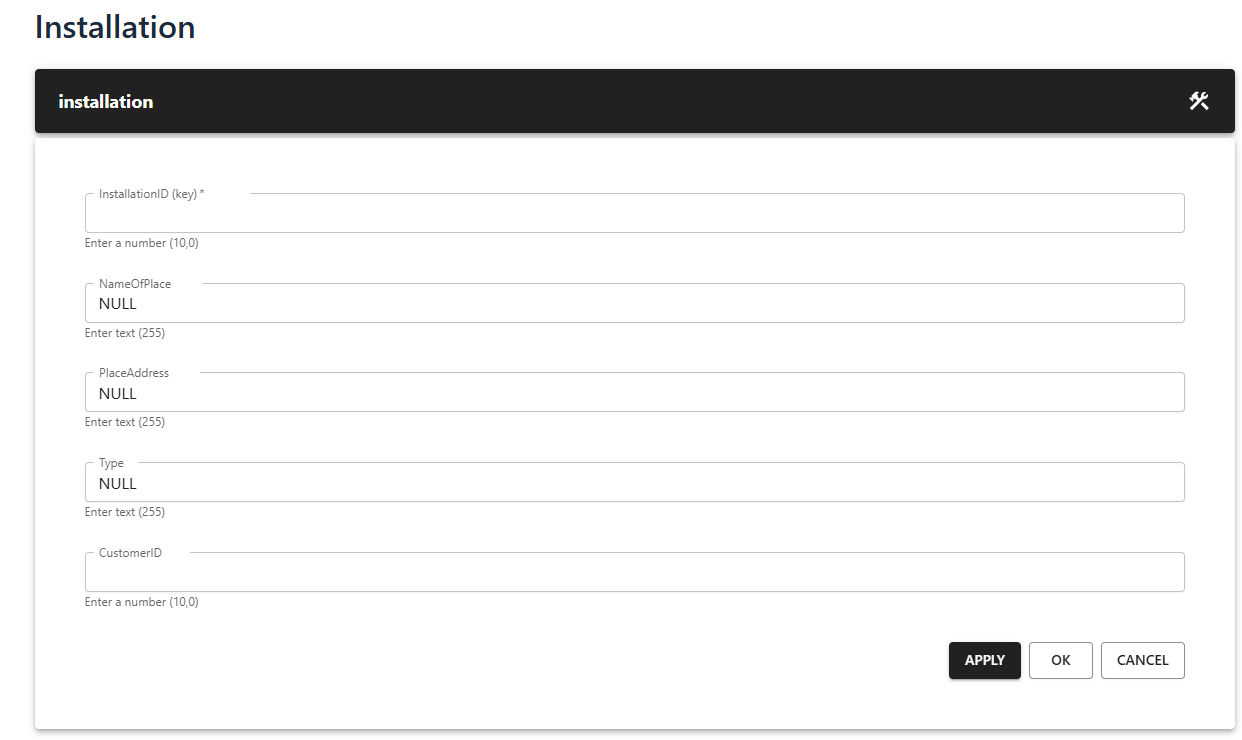 Installation
installation
InstallationID (key) *
Enter a number (10,0)
NameOfPlace
NULL
Enter text (255)
PlaceAddress
NULL
Enter text (255)
Type
NULL
Enter text (255)
CustomerID
Enter a number (10,0)
APPLY OK CANCEL